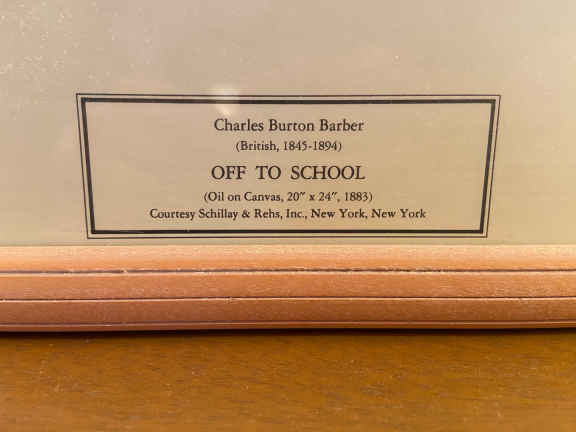 Charles Burton Barber
(British, 1845-1894)
OFF TO SCHOOL
(Oil on Canvas, 20″ x 24″, 1883)
Courtesy Schillay & Rehs, Inc., New York, New York